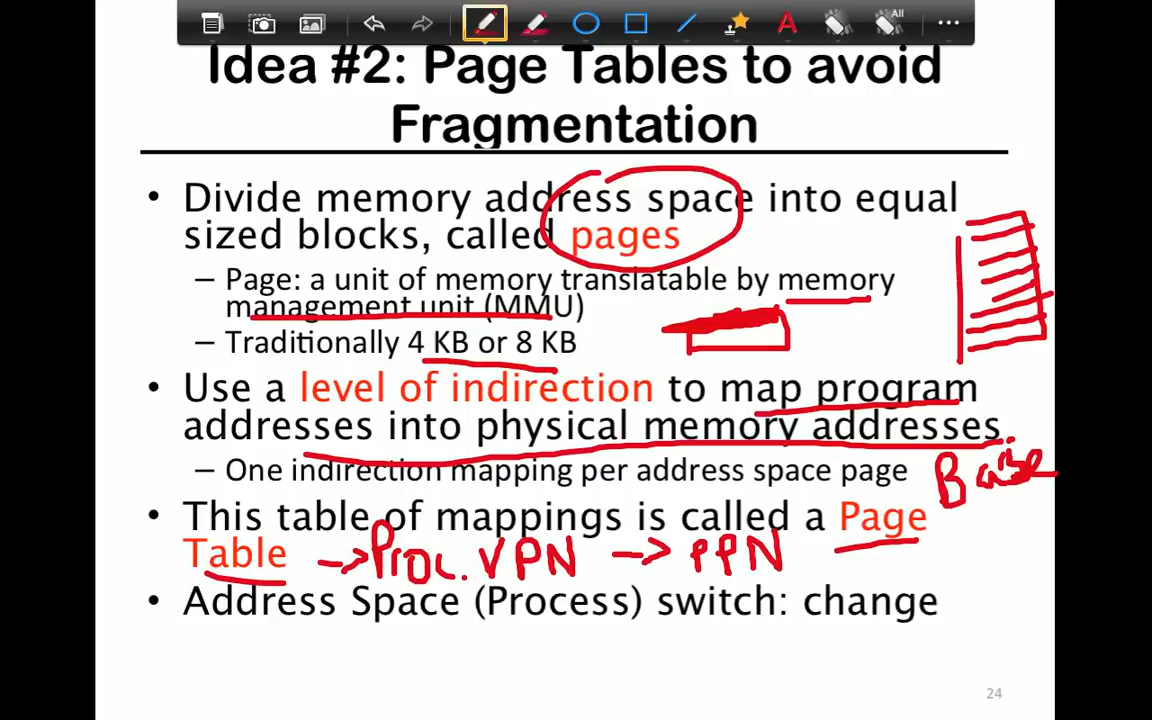 All
A
Idea #2: Page Tables to avoid
Fragmentation
• Divide memory address space into equal
sized blocks, called pages
– Page: a unit of memory translatable by memory
management unit (MMU)
– Traditionally 4 KB or 8 KB
• Use a level of indirection to map program
addresses into physical memory addresses
– One indirection mapping per address space page
Base
• This table of mappings is called a Page
Table → Proc. VPN → PPN
• Address Space (Process) switch: change
24